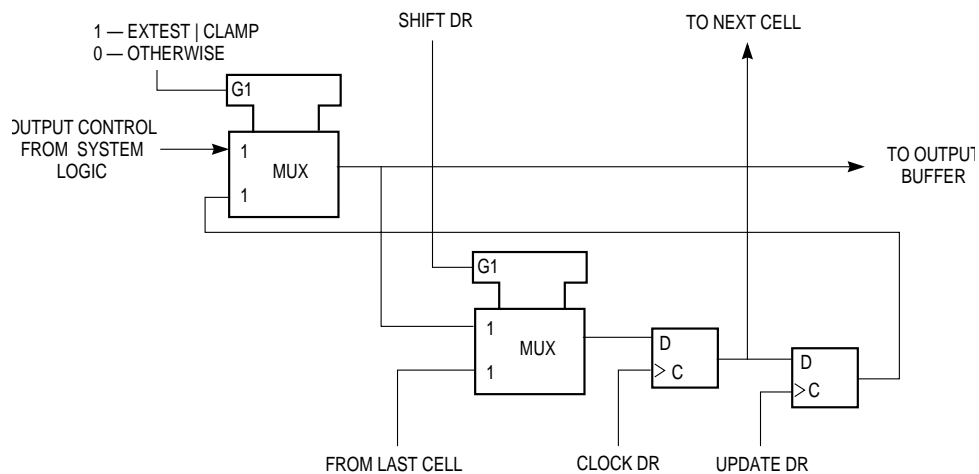 SHIFT DR
TO NEXT CELL
1 — EXTEST | CLAMP
0 — OTHERWISE
G1
OUTPUT CONTROL
FROM SYSTEM
LOGIC
1
MUX
1
TO OUTPUT
BUFFER
G1
1
MUX
1
D
C
D
C
FROM LAST CELL
CLOCK DR
UPDATE DR